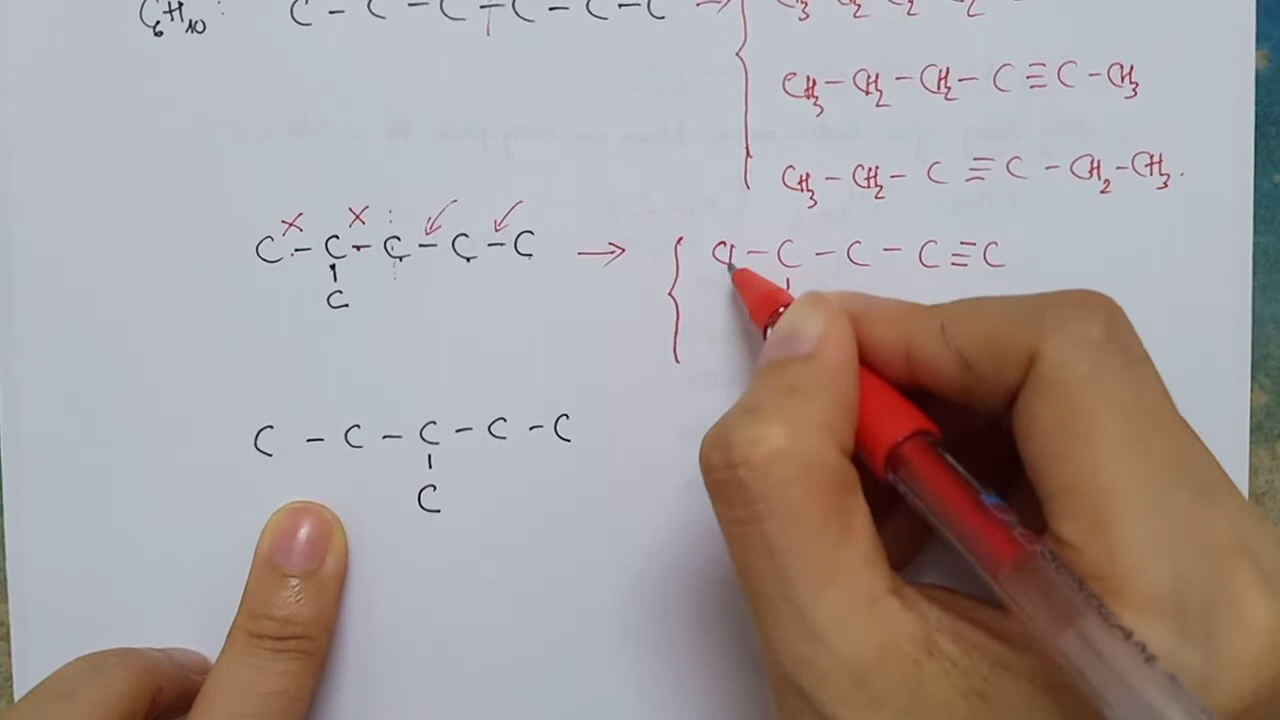 C₆H₁₀ : C – C – C – C – C – C →
CH₃ – CH₂ – CH₂ – C ≡ C – CH₃
CH₃ – CH₂ – C ≡ C – CH₂ – CH₃.
C – C – C – C – C → { C – C – C – C ≡ C
C
C – C – C – C – C
C